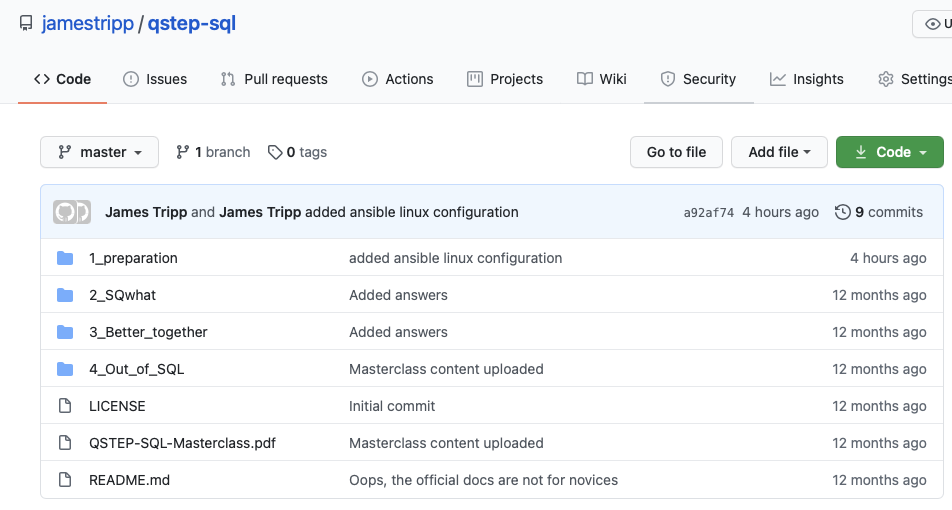 jamestripp / qstep-sql
U
Code Issues Pull requests Actions Projects Wiki Security Insights Settings
master 1 branch 0 tags Go to file Add file Code
James Tripp and James Tripp added ansible linux configuration a92af74 4 hours ago 9 commits
1_preparation added ansible linux configuration 4 hours ago
2_SQwhat Added answers 12 months ago
3_Better_together Added answers 12 months ago
4_Out_of_SQL Masterclass content uploaded 12 months ago
LICENSE Initial commit 12 months ago
QSTEP-SQL-Masterclass.pdf Masterclass content uploaded 12 months ago
README.md Oops, the official docs are not for novices 12 months ago